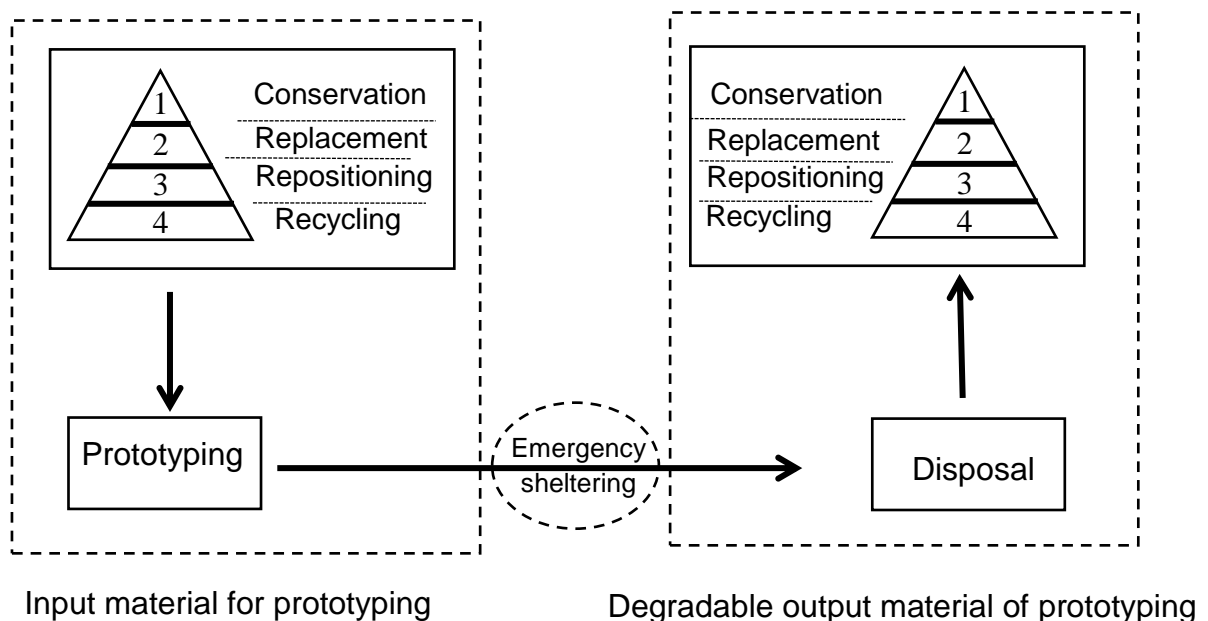 1
Conservation
2
Replacement
3
Repositioning
4
Recycling
Prototyping
Emergency
sheltering
Conservation
1
Replacement
2
Repositioning
3
Recycling
4
Disposal
Input material for prototyping
Degradable output material of prototyping